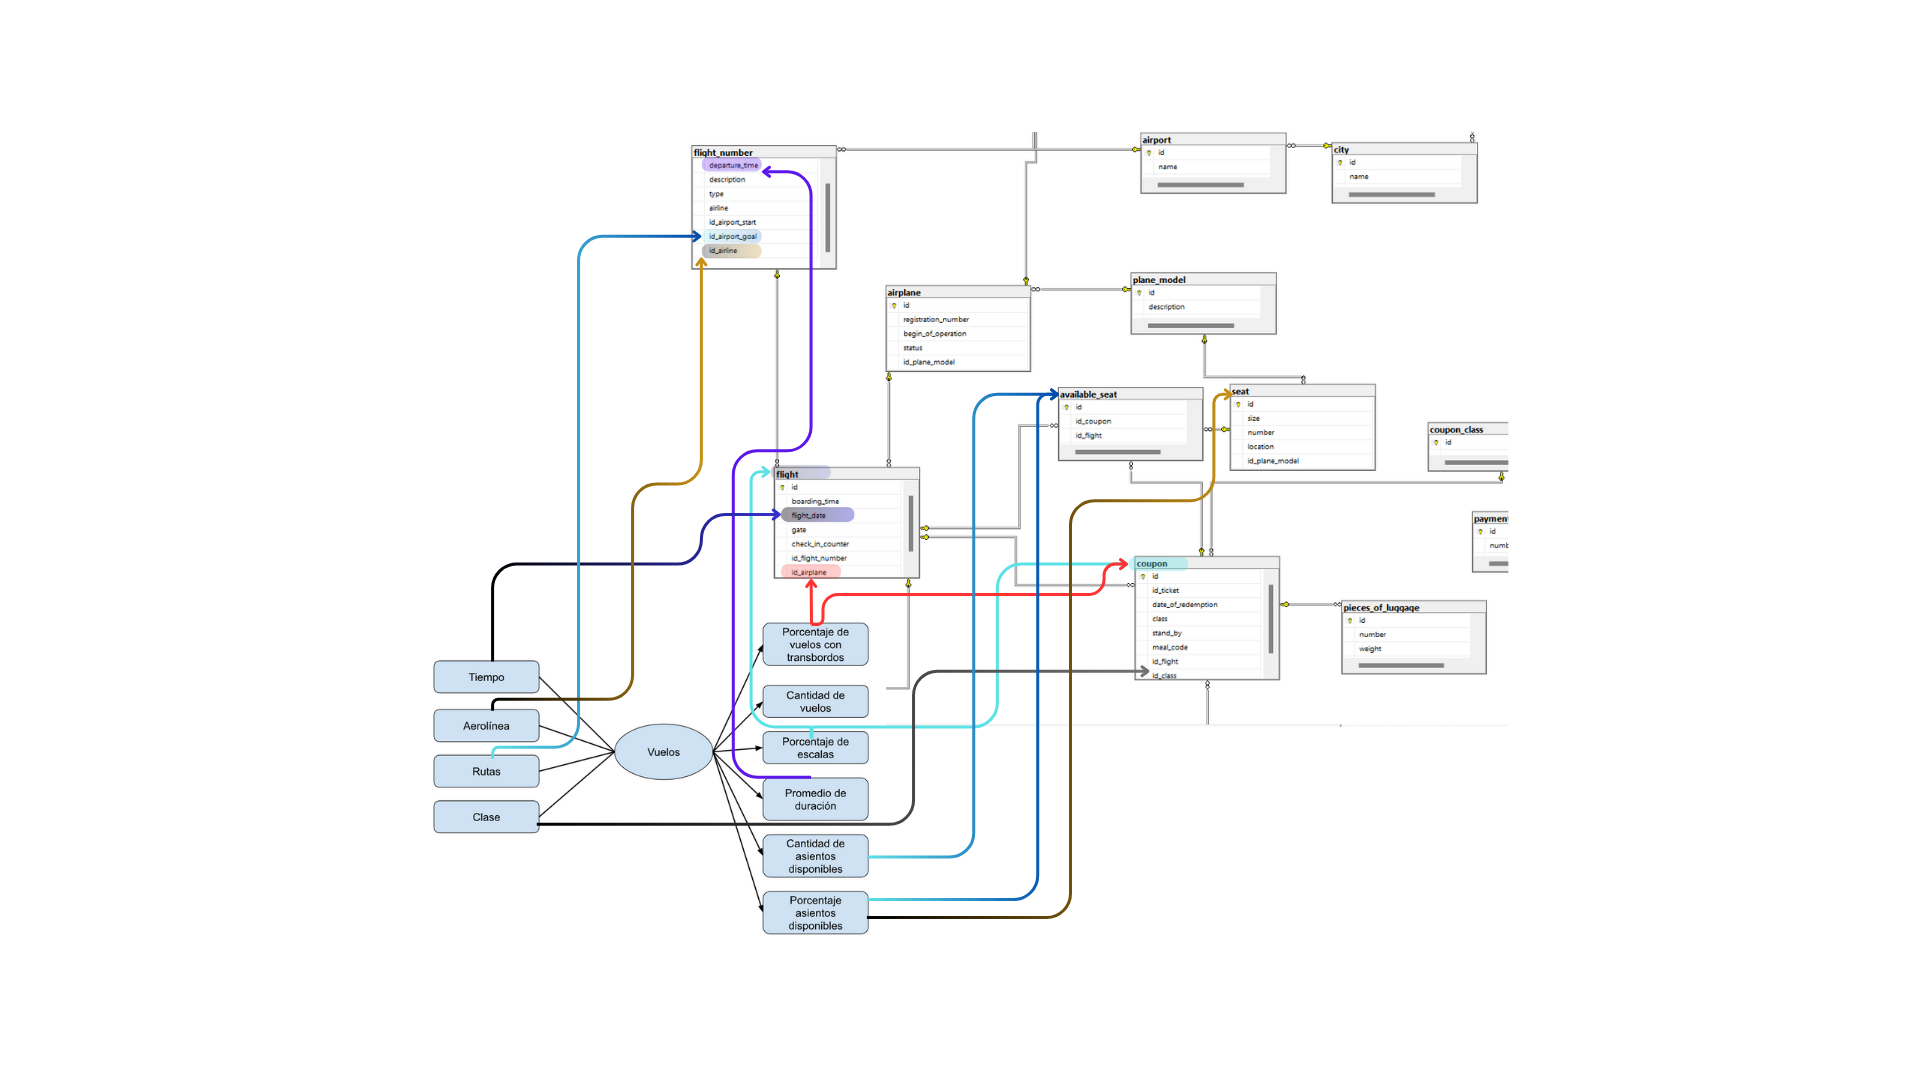 flight_number
departure_time
description
type
airline
id_airport_start
id_airport_goal
id_airline
airport
id
name
city
id
name
airplane
id
registration_number
begin_of_operation
status
id_plane_model
plane_model
id
description
available_seat
id
id_coupon
id_flight
seat
id
size
number
location
id_plane_model
coupon_class
id
flight
id
boarding_time
flight_date
gate
check_in_counter
id_flight_number
id_airplane
paymen
id
numb
coupon
id
id_ticket
date_of_redemption
class
stand_by
meal_code
id_flight
id_class
pieces_of_luggage
id
number
weight
Tiempo
Aerolínea
Rutas
Clase
Vuelos
Porcentaje de
vuelos con
transbordos
Cantidad de
vuelos
Porcentaje de
escalas
Promedio de
duración
Cantidad de
asientos
disponibles
Porcentaje
asientos
disponibles